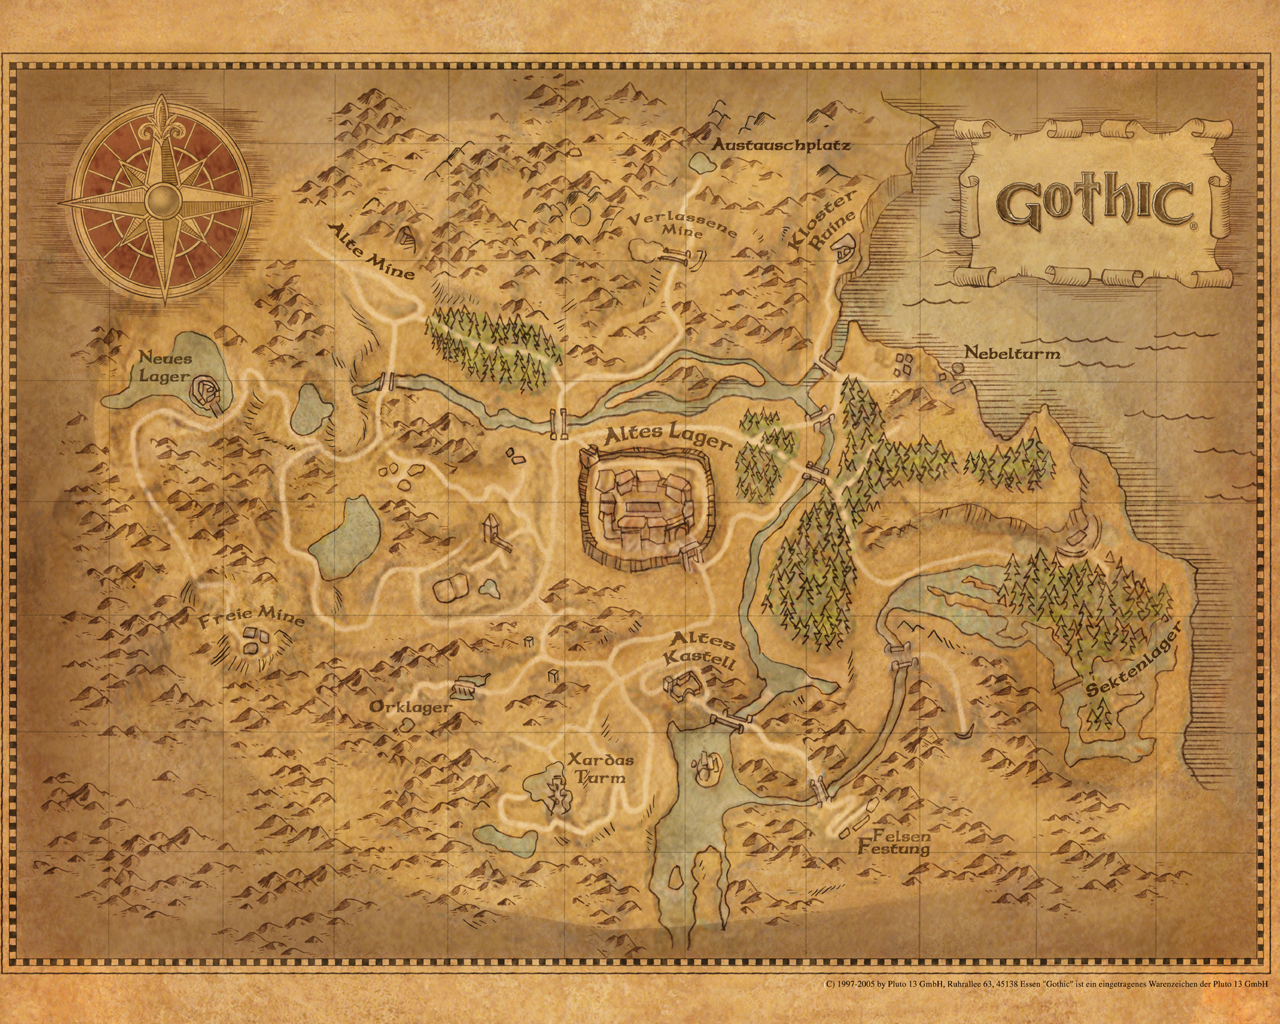 Austauschplatz
GOTHIC
®
Verlassene
Mine
Kloster
Ruine
Alte Mine
Neues
Lager
Nebelturm
Altes Lager
Freie Mine
Altes
Kastell
Sektenlager
Orklager
Xardas
Turm
Felsen
Festung
C) 1997-2005 by Pluto 13 GmbH, Ruhrallee 63, 45138 Essen "Gothic" ist ein eingetragenes Warenzeichen der Pluto 13 GmbH